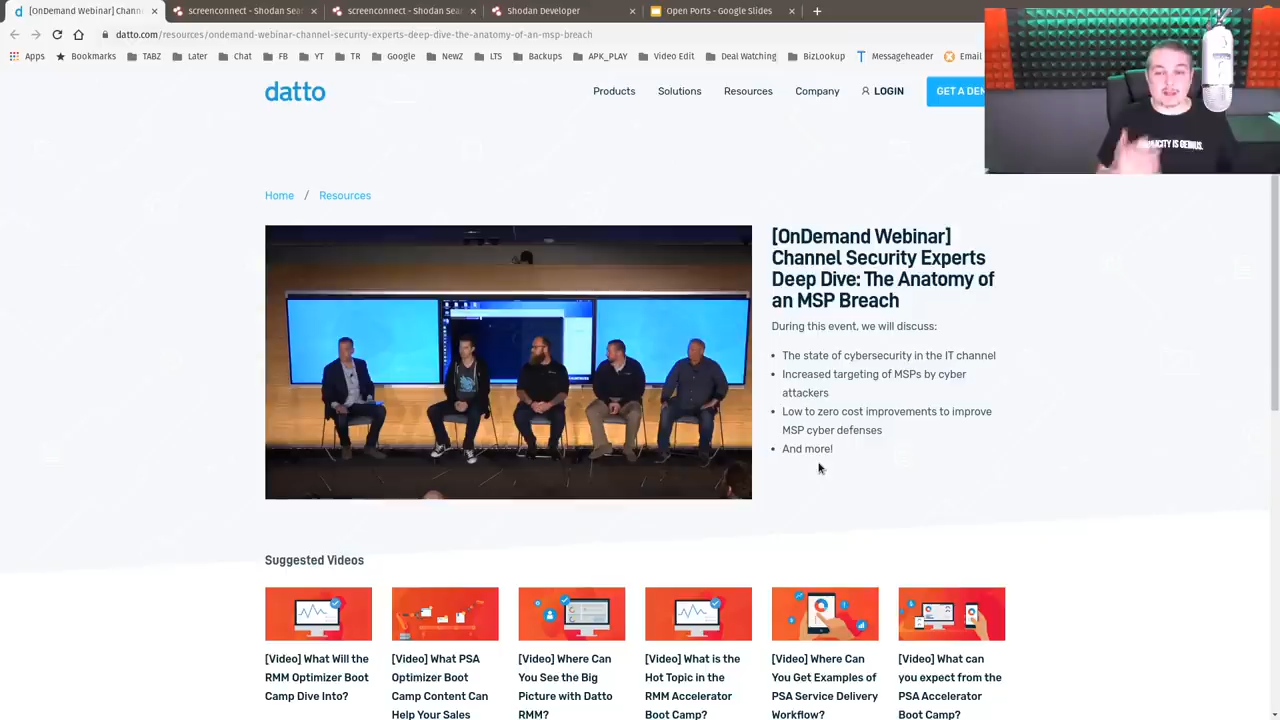 [OnDemand Webinar] Chann
screenconnect - Shodan Sear
screenconnect - Shodan Sear
Shodan Developer
Open Ports - Google Slides
datto.com/resources/ondemand-webinar-channel-security-experts-deep-dive-the-anatomy-of-an-msp-breach
Apps Bookmarks TABZ Later Chat FB YT TR Google NewZ LTS Backups APK_PLAY Video Edit Deal Watching BizLookup Messageheader Email
datto
Products Solutions Resources Company LOGIN GET A DEM
Home / Resources
[OnDemand Webinar]
Channel Security Experts
Deep Dive: The Anatomy of
an MSP Breach
During this event, we will discuss:
• The state of cybersecurity in the IT channel
• Increased targeting of MSPs by cyber
attackers
• Low to zero cost improvements to improve
MSP cyber defenses
• And more!
Suggested Videos
[Video] What Will the
RMM Optimizer Boot
Camp Dive Into?
[Video] What PSA
Optimizer Boot
Camp Content Can
Help Your Sales
[Video] Where Can
You See the Big
Picture with Datto
RMM?
[Video] What is the
Hot Topic in the
RMM Accelerator
Boot Camp?
[Video] Where Can
You Get Examples of
PSA Service Delivery
Workflow?
[Video] What can
you expect from the
PSA Accelerator
Boot Camp?
IS GENIUS.